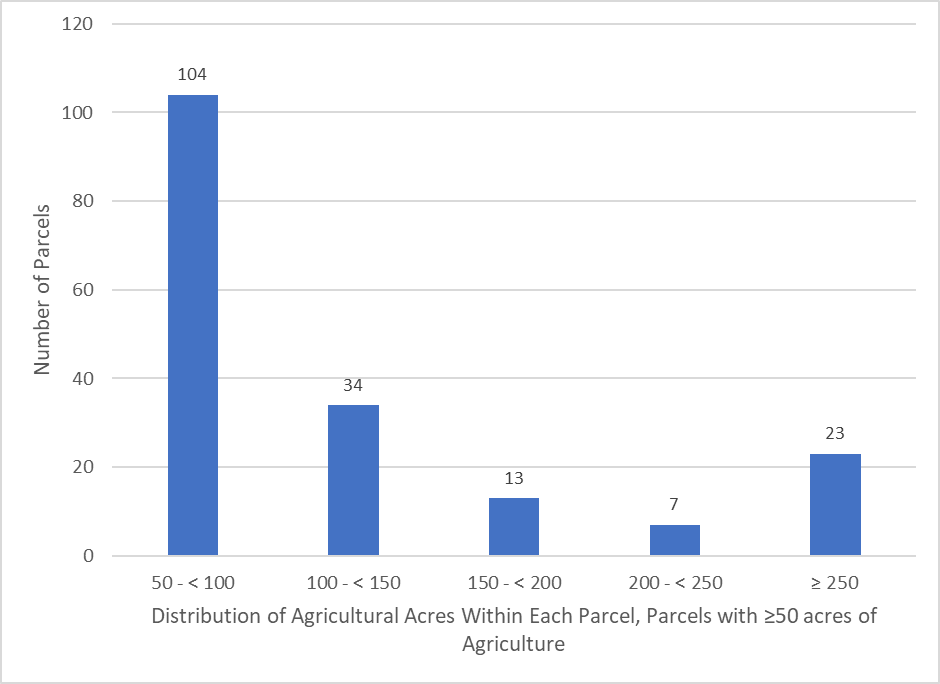 120
100
80
60
40
20
0
Number of Parcels
104
34
13
7
23
50 - < 100
100 - < 150
150 - < 200
200 - < 250
≥ 250
Distribution of Agricultural Acres Within Each Parcel, Parcels with ≥50 acres of
Agriculture